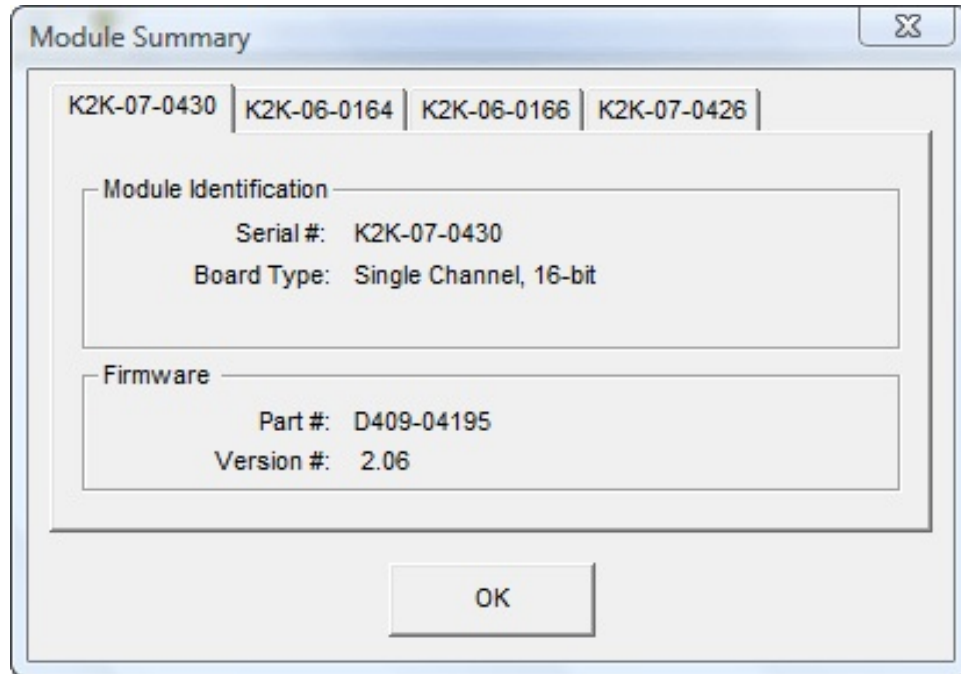 Module Summary
K2K-07-0430 K2K-06-0164 K2K-06-0166 K2K-07-0426
Module Identification
Serial #: K2K-07-0430
Board Type: Single Channel, 16-bit
Firmware
Part #: D409-04195
Version #: 2.06
OK